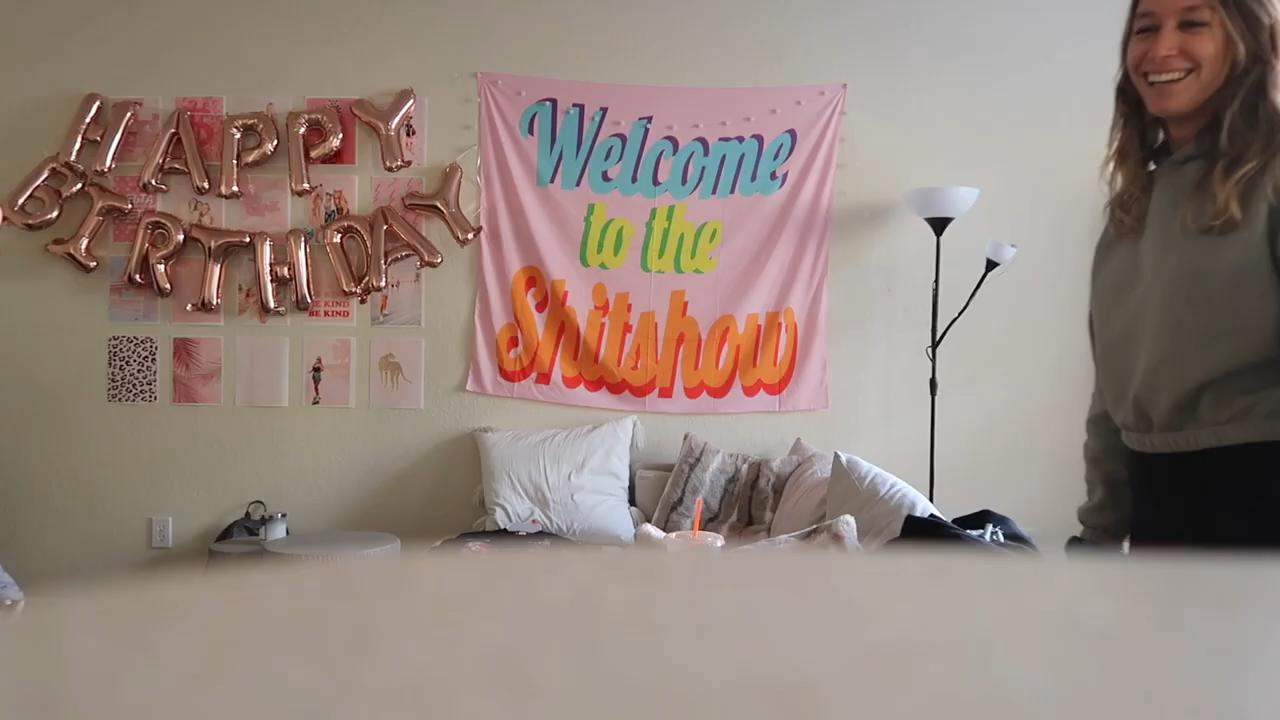 HAPPY
BIRTHDAY
Welcome
to the
Shitshow
BE KIND
BE KIND